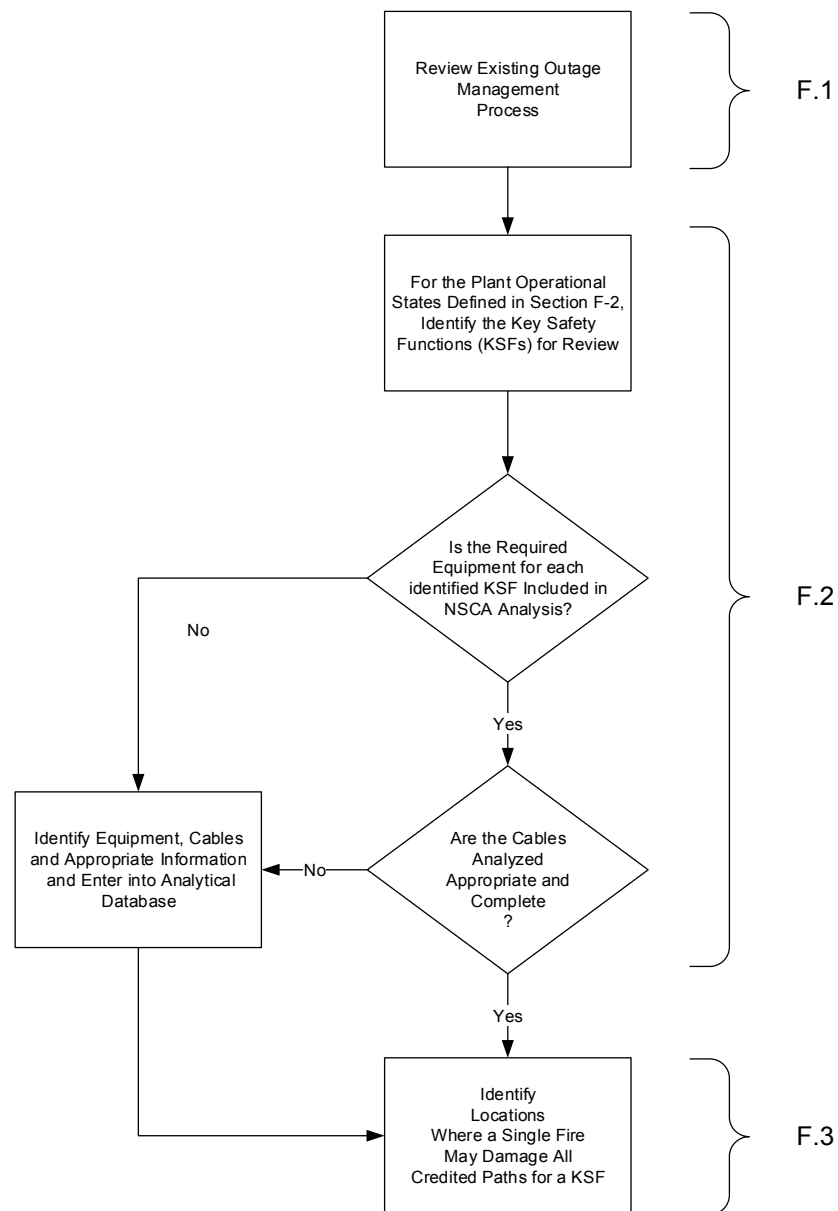 Review Existing Outage
Management
Process
F.1
For the Plant Operational
States Defined in Section F-2,
Identify the Key Safety
Functions (KSFs) for Review
Is the Required
Equipment for each
identified KSF Included in
NSCA Analysis?
F.2
No
Yes
Identify Equipment, Cables
and Appropriate Information
and Enter into Analytical
Database
No
Are the Cables
Analyzed
Appropriate and
Complete
?
Yes
Identify
Locations
Where a Single Fire
May Damage All
Credited Paths for a KSF
F.3